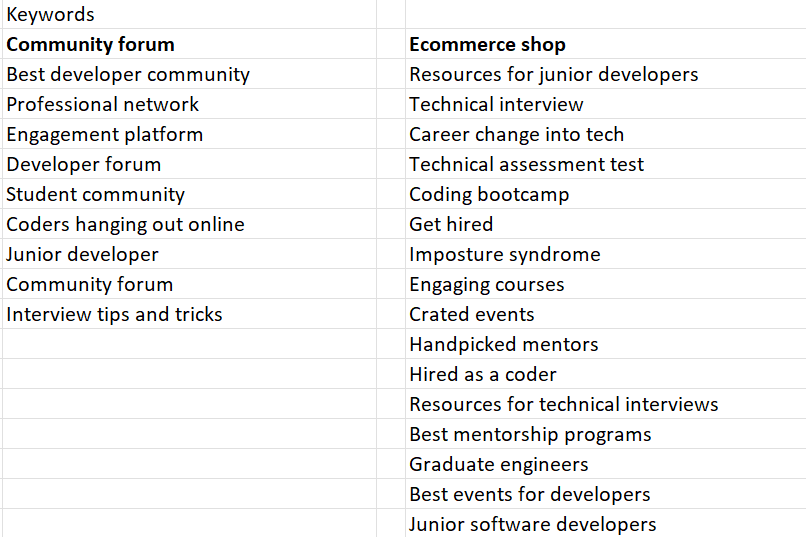 Keywords
Community forum Ecommerce shop
Best developer community Resources for junior developers
Professional network Technical interview
Engagement platform Career change into tech
Developer forum Technical assessment test
Student community Coding bootcamp
Coders hanging out online Get hired
Junior developer Imposture syndrome
Community forum Engaging courses
Interview tips and tricks Crated events
Handpicked mentors
Hired as a coder
Resources for technical interviews
Best mentorship programs
Graduate engineers
Best events for developers
Junior software developers